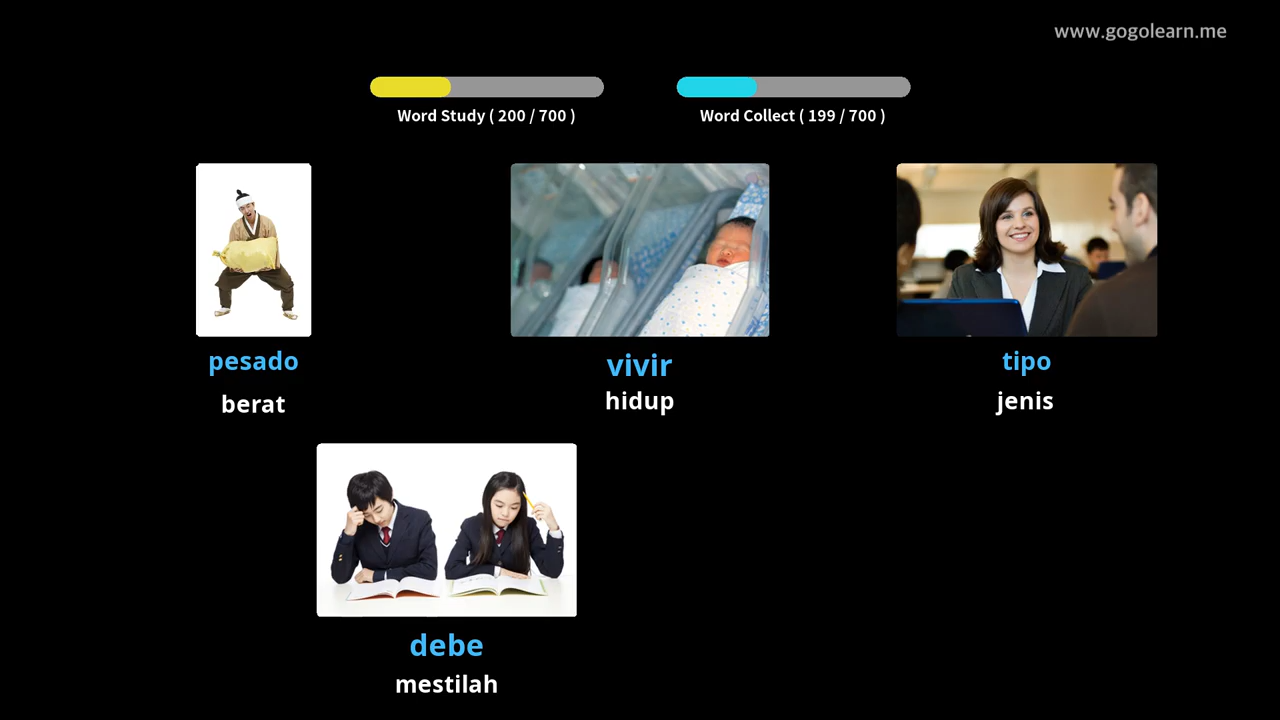 www.gogolearn.me
Word Study ( 200 / 700 )
Word Collect ( 199 / 700 )
pesado
berat
vivir
hidup
tipo
jenis
debe
mestilah